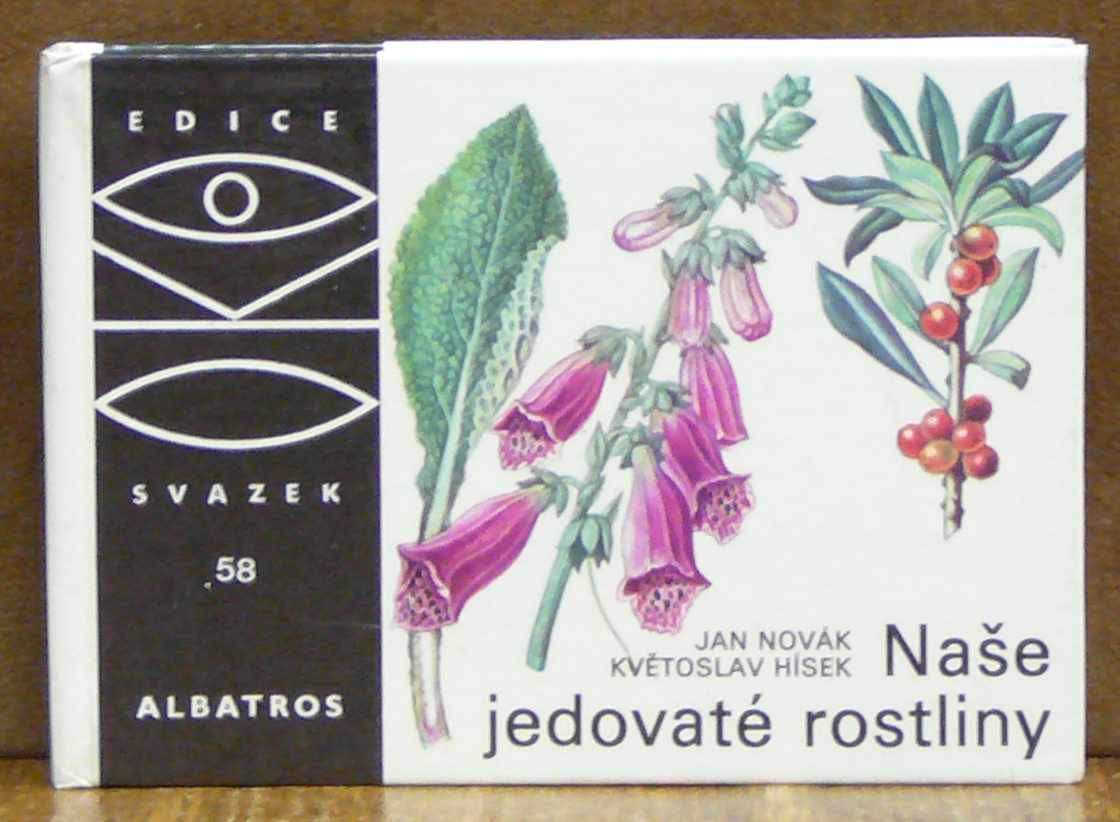 EDICE
SVAZEK
58
ALBATROS
JAN NOVÁK
KVĚTOSLAV HÍSEK
Naše
jedovaté rostliny